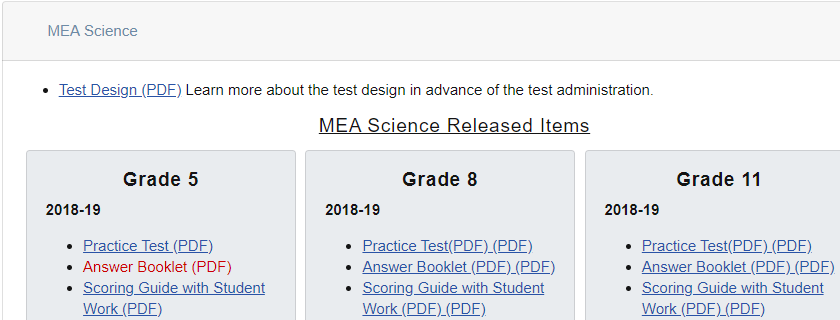 MEA Science
Test Design (PDF) Learn more about the test design in advance of the test administration.
MEA Science Released Items
Grade 5
2018-19
Practice Test (PDF)
Answer Booklet (PDF)
Scoring Guide with Student
Work (PDF)
Grade 8
2018-19
Practice Test(PDF) (PDF)
Answer Booklet (PDF) (PDF)
Scoring Guide with Student
Work (PDF) (PDF)
Grade 11
2018-19
Practice Test(PDF) (PDF)
Answer Booklet (PDF) (PDF)
Scoring Guide with Student
Work (PDF) (PDF)